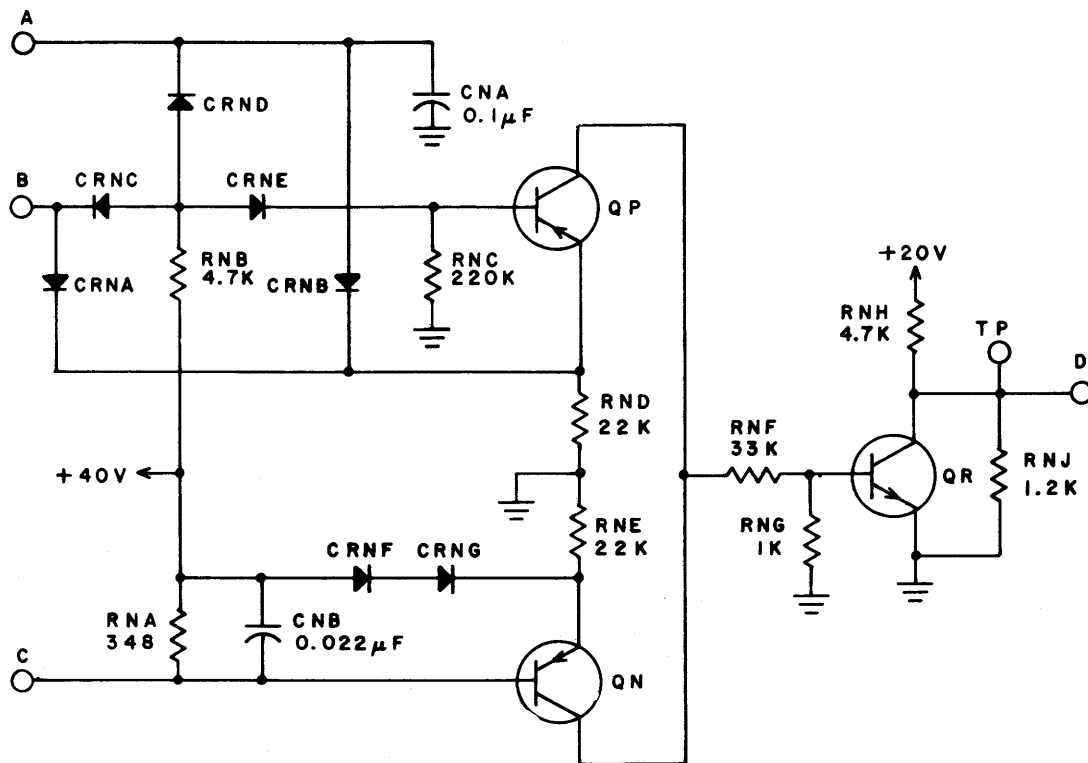 A
CRND
CNA
0.1μF
B
CRNC
CRNE
QP
CRNA
RNB
4.7K
CRNB
RNC
220K
+20V
RNH
4.7K
TP
D
RND
22K
+40V
RNF
33K
QR
RNJ
1.2K
RNE
22K
RNG
1K
CRNF
CRNG
RNA
348
CNB
0.022μF
C
QN